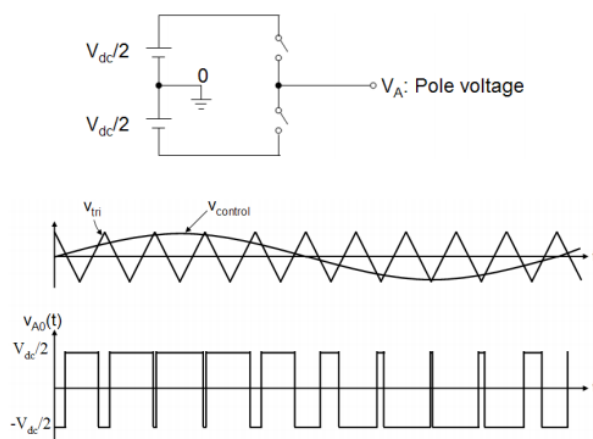 V_dc/2
0
V_A: Pole voltage
V_dc/2
v_tri
v_control
v_A0(t)
V_dc/2
-V_dc/2